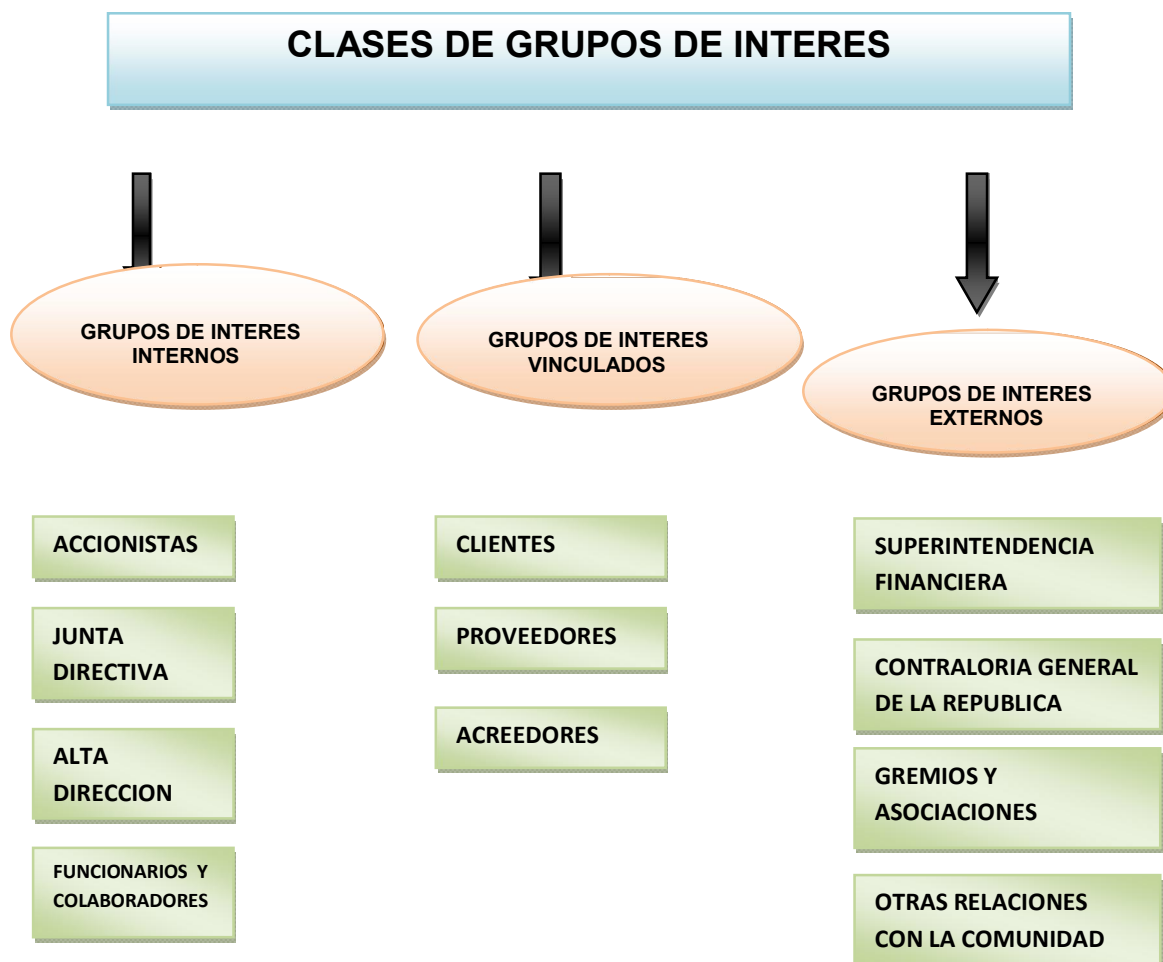 CLASES DE GRUPOS DE INTERES
GRUPOS DE INTERES
INTERNOS
GRUPOS DE INTERES
VINCULADOS
GRUPOS DE INTERES
EXTERNOS
ACCIONISTAS
JUNTA
DIRECTIVA
ALTA
DIRECCION
FUNCIONARIOS Y
COLABORADORES
CLIENTES
PROVEEDORES
ACREEDORES
SUPERINTENDENCIA
FINANCIERA
CONTRALORIA GENERAL
DE LA REPUBLICA
GREMIOS Y
ASOCIACIONES
OTRAS RELACIONES
CON LA COMUNIDAD